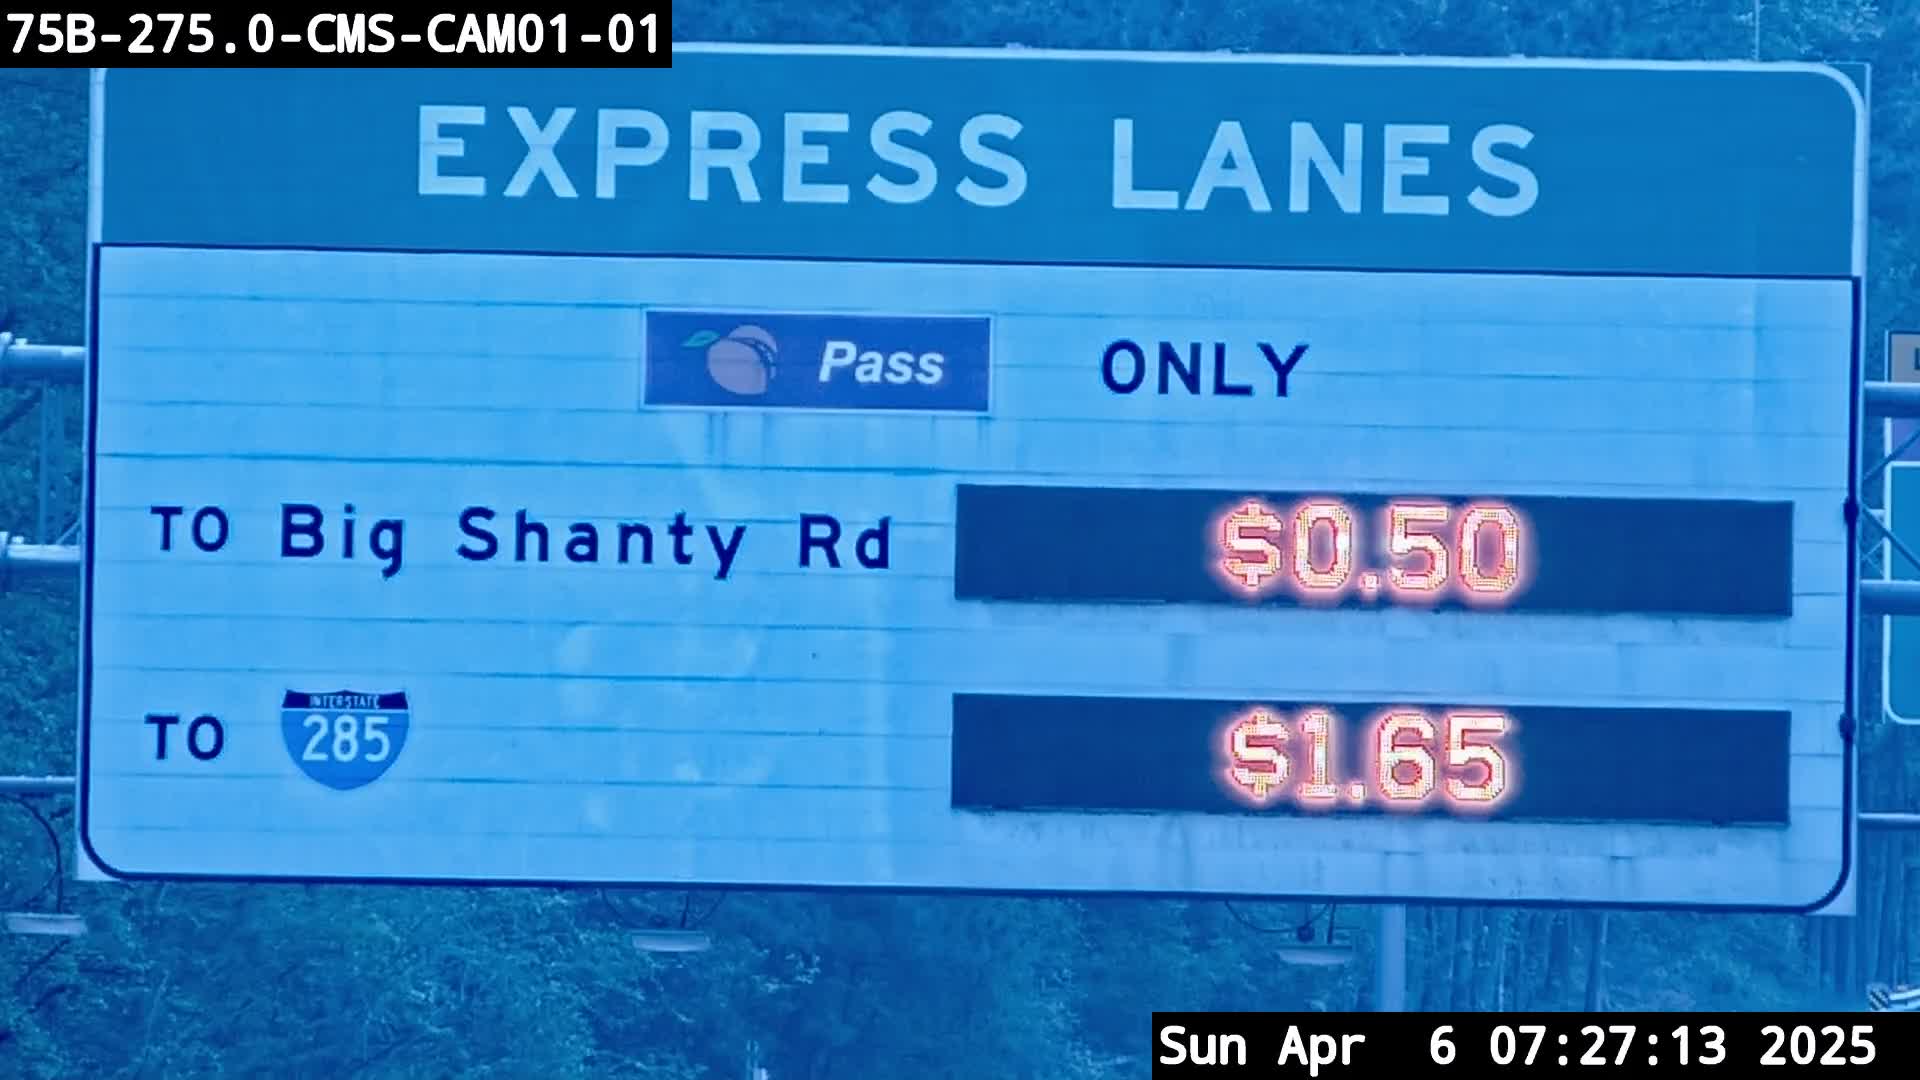 75B-275.0-CMS-CAM01-01
EXPRESS LANES
Pass ONLY
TO Big Shanty Rd $0.50
INTERSTATE
TO 285 $1.65
Sun Apr 6 07:27:13 2025